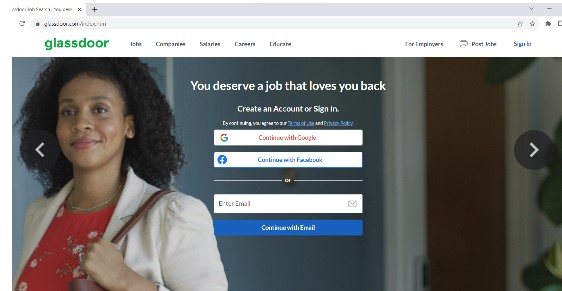 glassdoor.com/index.htm
glassdoor
Jobs Companies Salaries Careers Educate For Employers Post Jobs Sign In
You deserve a job that loves you back
Create an Account or Sign In.
By continuing, you agree to our Terms of Use and Privacy Policy.
Continue with Google
Continue with Facebook
or
Enter Email
Continue with Email